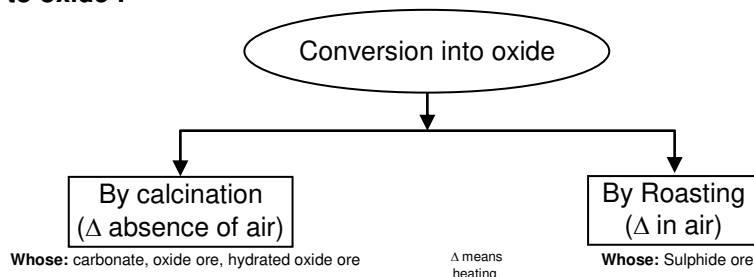 to oxide :
Conversion into oxide
By calcination
(Δ absence of air)
By Roasting
(Δ in air)
Whose: carbonate, oxide ore, hydrated oxide ore
Δ means
heating
Whose: Sulphide ore